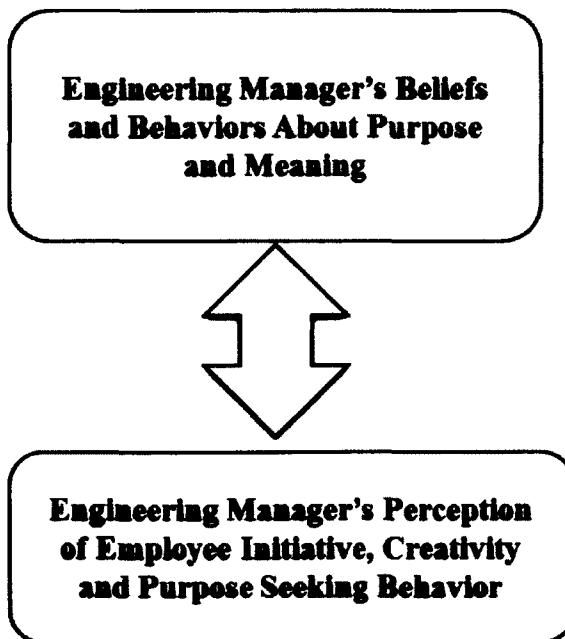 Engineering Manager's Beliefs
and Behaviors About Purpose
and Meaning
Engineering Manager's Perception
of Employee Initiative, Creativity
and Purpose Seeking Behavior